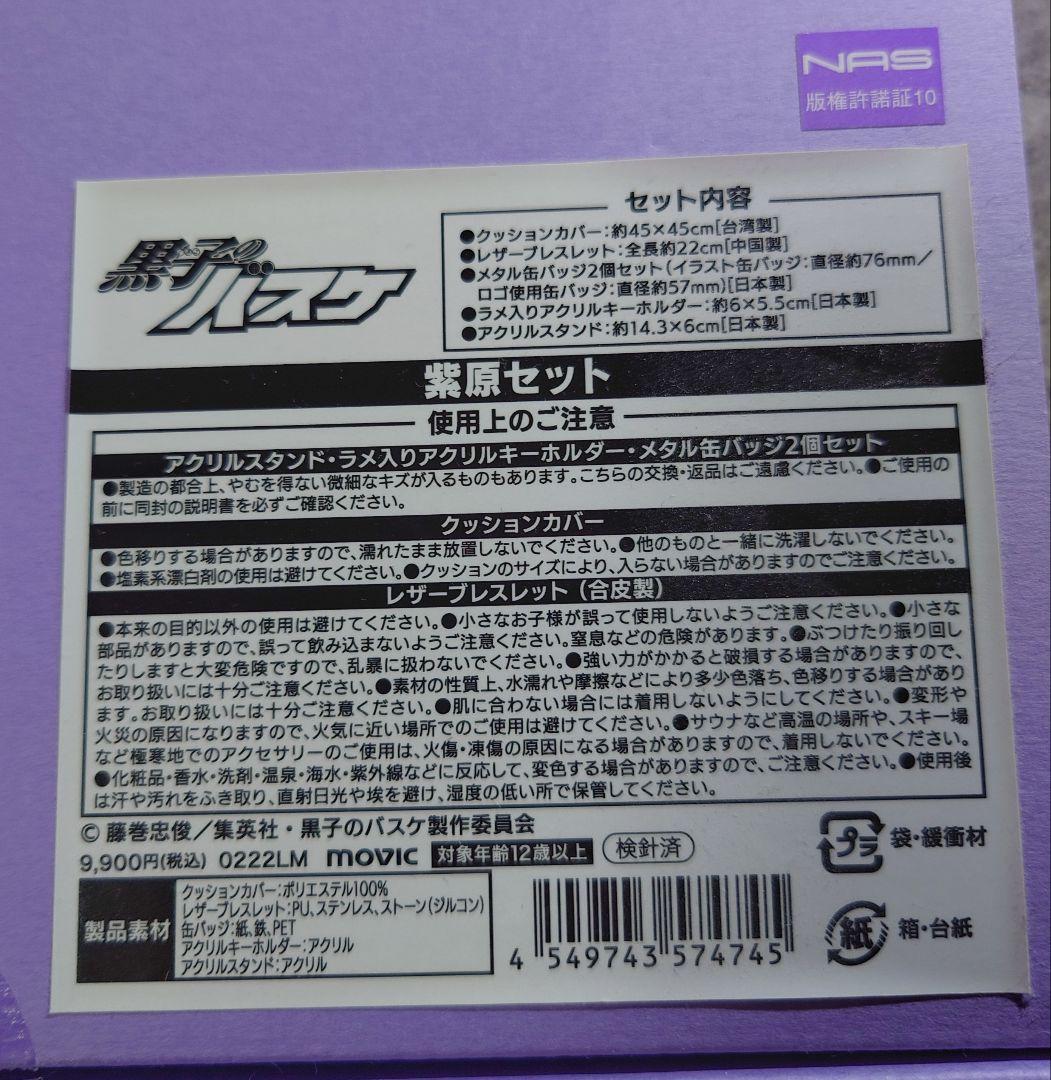 NAS
版権許諾証10
黒子のバスケ
セット内容
●クッションカバー：約45×45cm[台湾製]
●レザーブレスレット：全長約22cm[中国製]
●メタル缶バッジ2個セット（イラスト缶バッジ：直径約76mm／
ロゴ使用缶バッジ：直径約57mm）[日本製]
●ラメ入りアクリルキーホルダー：約6×5.5cm[日本製]
●アクリルスタンド：約14.3×6cm[日本製]
紫原セット
使用上のご注意
アクリルスタンド・ラメ入りアクリルキーホルダー・メタル缶バッジ2個セット
●製造の都合上、やむを得ない微細なキズが入るものもあります。こちらの交換・返品はご遠慮ください。●ご使用の
前に同封の説明書を必ずご確認ください。
クッションカバー
●色移りする場合がありますので、濡れたまま放置しないでください。●他のものと一緒に洗濯しないでください。
●塩素系漂白剤の使用は避けてください。●クッションのサイズにより、入らない場合がありますのでご注意ください。
レザーブレスレット（合皮製）
●本来の目的以外の使用は避けてください。●小さなお子様が誤って使用しないようご注意ください。●小さな
部品がありますので、誤って飲み込まないようご注意ください。窒息などの危険があります。●ぶつけたり振り回し
たりしますと大変危険ですので、乱暴に扱わないでください。●強い力がかかると破損する場合がありますので、
お取り扱いには十分ご注意ください。●素材の性質上、水濡れや摩擦などにより多少色落ち、色移りする場合があり
ます。お取り扱いには十分ご注意ください。●肌に合わない場合には着用しないようにしてください。●変形や
火災の原因になりますので、火気に近い場所でのご使用は避けてください。●サウナなど高温の場所や、スキー場
など極寒地でのアクセサリーのご使用は、火傷・凍傷の原因になる場合がありますので、着用しないでください。
●化粧品・香水・洗剤・温泉・海水・紫外線などに反応して、変色する場合がありますので、ご注意ください。●使用後
は汗や汚れをふき取り、直射日光や埃を避け、湿度の低い所で保管してください。
© 藤巻忠俊／集英社・黒子のバスケ製作委員会
9,900円(税込) 0222LM movic 対象年齢12歳以上 検針済
プラ 袋・緩衝材
製品素材
クッションカバー：ポリエステル100%
レザーブレスレット：PU、ステンレス、ストーン（ジルコン）
缶バッジ：紙、鉄、PET
アクリルキーホルダー：アクリル
アクリルスタンド：アクリル
4 549743 574745
紙 箱・台紙